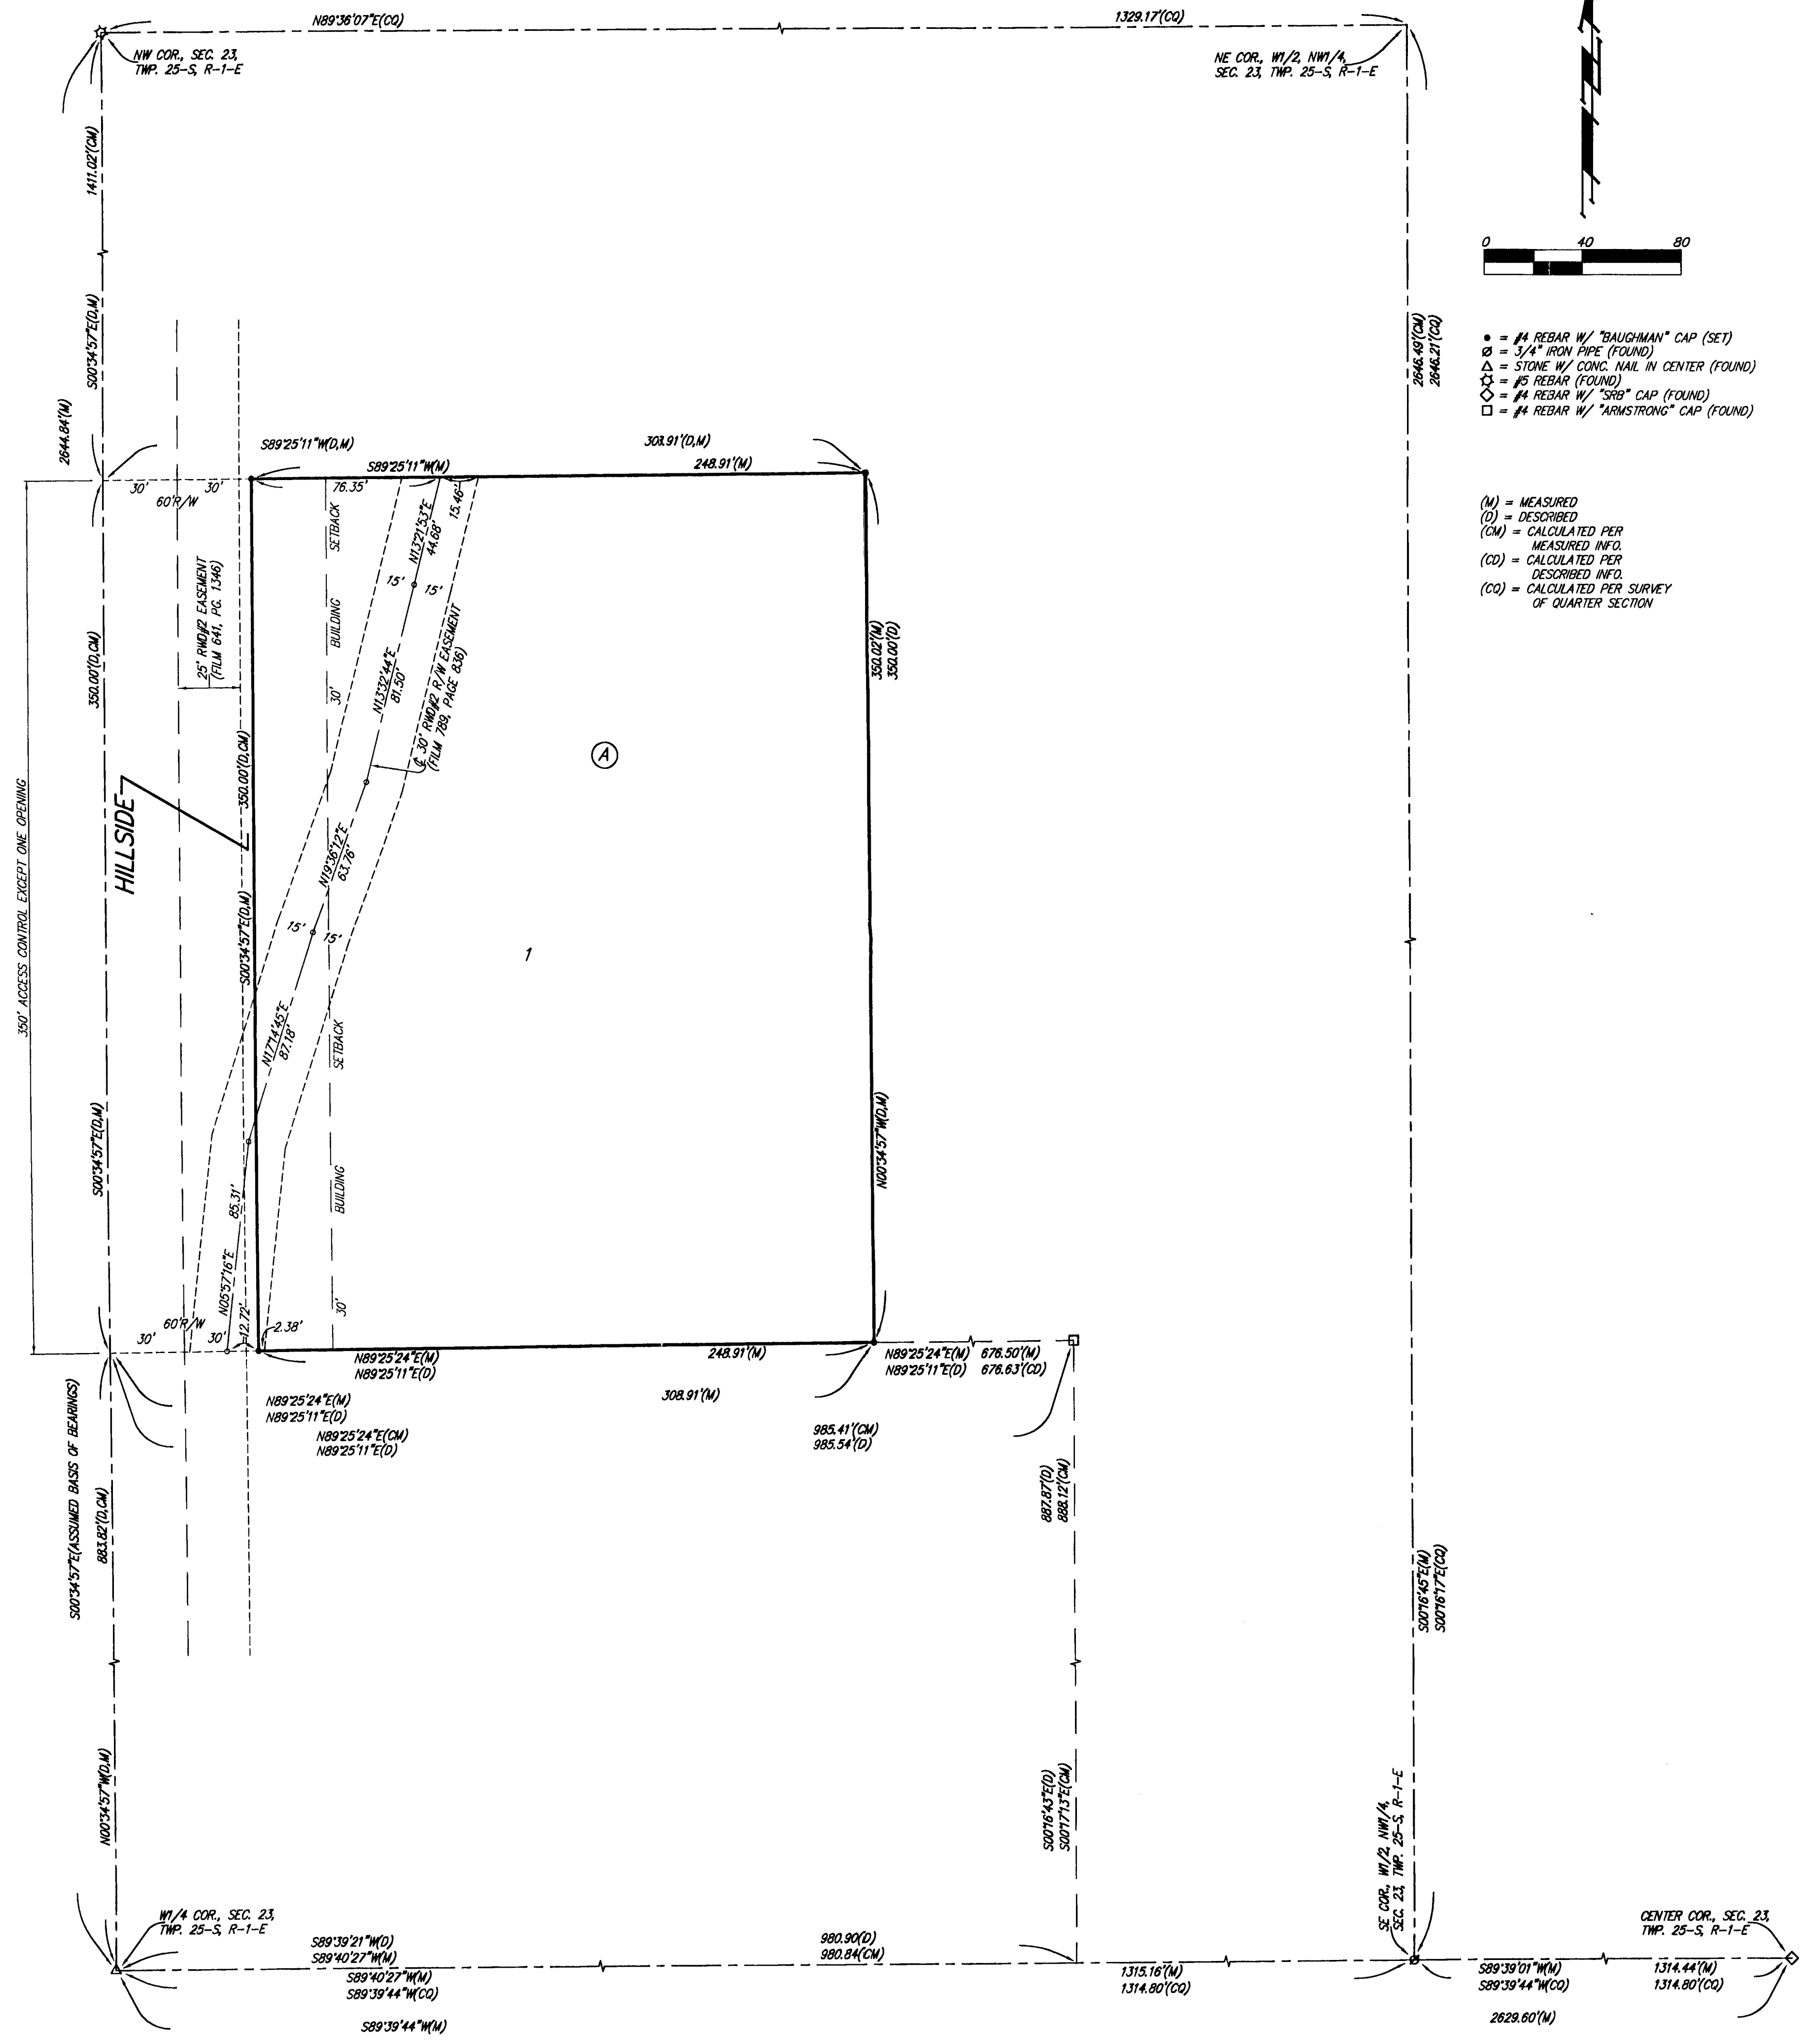 N89°36'07"E(CQ)
1329.17'(CQ)
NW COR., SEC. 23,
TWP. 25-S, R-1-E
NE COR., W1/2, NW1/4,
SEC. 23, TWP. 25-S, R-1-E
1411.02'(CM)
S00°34'57"E(D,M)
2644.84'(M)
2646.49'(CM)
2646.21'(CQ)
0 40 80
● = #4 REBAR W/ "BAUGHMAN" CAP (SET)
Ø = 3/4" IRON PIPE (FOUND)
△ = STONE W/ CONC. NAIL IN CENTER (FOUND)
☆ = #5 REBAR (FOUND)
◇ = #4 REBAR W/ "SRB" CAP (FOUND)
□ = #4 REBAR W/ "ARMSTRONG" CAP (FOUND)
(M) = MEASURED
(D) = DESCRIBED
(CM) = CALCULATED PER
MEASURED INFO.
(CD) = CALCULATED PER
DESCRIBED INFO.
(CQ) = CALCULATED PER SURVEY
OF QUARTER SECTION
S89°25'11"W(D,M)
308.91'(D,M)
S89°25'11"W(M)
248.91'(M)
30'
30'
60' R/W
76.35'
15.46'
SETBACK
BUILDING
30'
N13°21'53"E
44.68'
15'
15'
25' RWD#2 EASEMENT
(FILM 641, PG. 1346)
350.00'(D,CM)
350.00'(D,CM)
N13°32'44"E
81.50'
℄ 30' RWD#2 R/W EASEMENT
(FILM 789, PAGE 836)
350.02'(M)
350.00'(D)
A
350' ACCESS CONTROL EXCEPT ONE OPENING
HILLSIDE
N19°36'12"E
63.76'
S00°34'57"E(D,M)
15'
15'
1
N17°14'45"E
87.18'
SETBACK
BUILDING
30'
S00°34'57"E(D,M)
N00°34'57"W(D,M)
85.31'
N05°57'16"E
60' R/W
30'
30'
12.72'
2.38'
N89°25'24"E(M)
N89°25'11"E(D)
248.91'(M)
N89°25'24"E(M) 676.50'(M)
N89°25'11"E(D) 676.63'(CD)
N89°25'24"E(M)
N89°25'11"E(D)
308.91'(M)
N89°25'24"E(CM)
N89°25'11"E(D)
985.41'(CM)
985.54'(D)
S00°34'57"E(ASSUMED BASIS OF BEARINGS)
883.82'(D,CM)
887.87'(D)
888.12'(CM)
S00°16'45"E(M)
S00°16'17"E(CQ)
N00°34'57"W(D,M)
S00°16'43"E(D)
S00°17'13"E(CM)
SE COR., W1/2, NW1/4,
SEC. 23, TWP. 25-S, R-1-E
W1/4 COR., SEC. 23,
TWP. 25-S, R-1-E
CENTER COR., SEC. 23,
TWP. 25-S, R-1-E
S89°39'21"W(D)
S89°40'27"W(M)
980.90(D)
980.84(CM)
S89°40'27"W(M)
S89°39'44"W(CQ)
1315.16'(M)
1314.80'(CQ)
S89°39'01"W(M)
S89°39'44"W(CQ)
1314.44'(M)
1314.80'(CQ)
S89°39'44"W(M)
2629.60'(M)